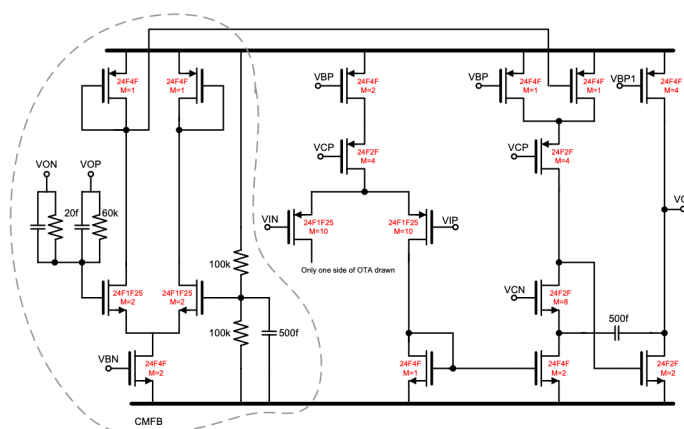 24F4F
M=1
24F4F
M=1
VBP
24F4F
M=2
VBP
24F4F
M=1
24F4F
M=1
VBP1
24F4F
M=4
VCP
24F2F
M=4
VCP
24F2F
M=4
VON
VOP
20f
60k
VIN
24F1F25
M=10
24F1F25
M=10
VIP
Only one side of OTA drawn
100k
24F1F25
M=2
24F1F25
M=2
VCN
24F2F
M=8
500f
100k
500f
VBN
24F4F
M=2
24F4F
M=1
24F4F
M=2
24F2F
M=2
CMFB